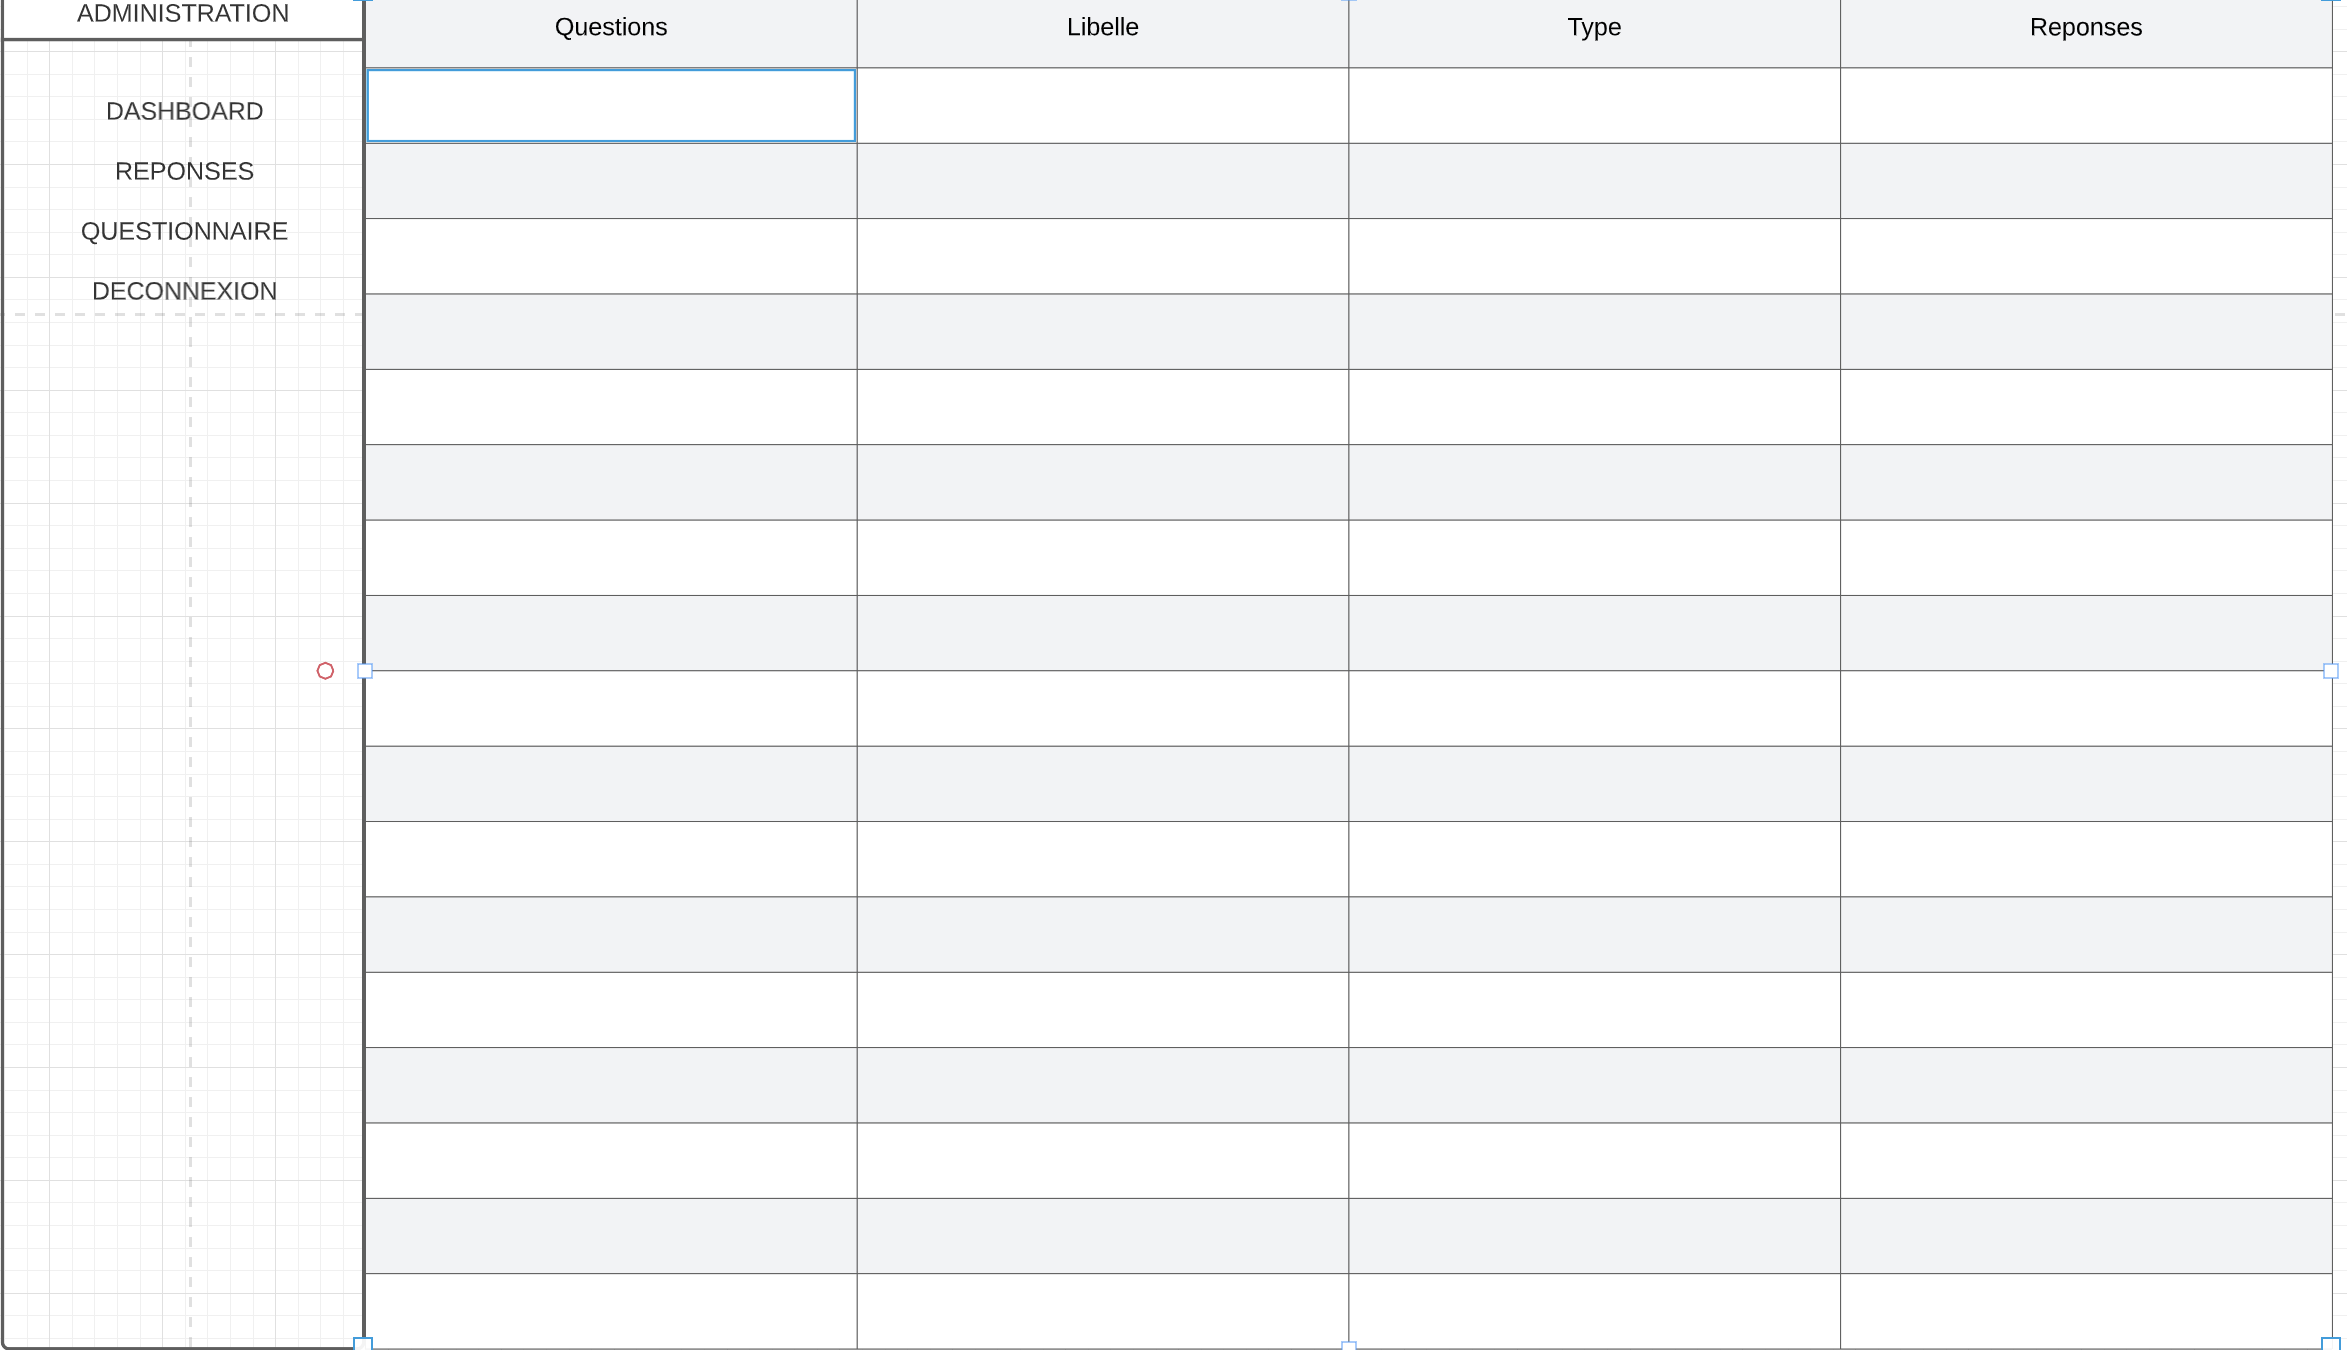 ADMINISTRATION
DASHBOARD
REPONSES
QUESTIONNAIRE
DECONNEXION
Questions Libelle Type Reponses